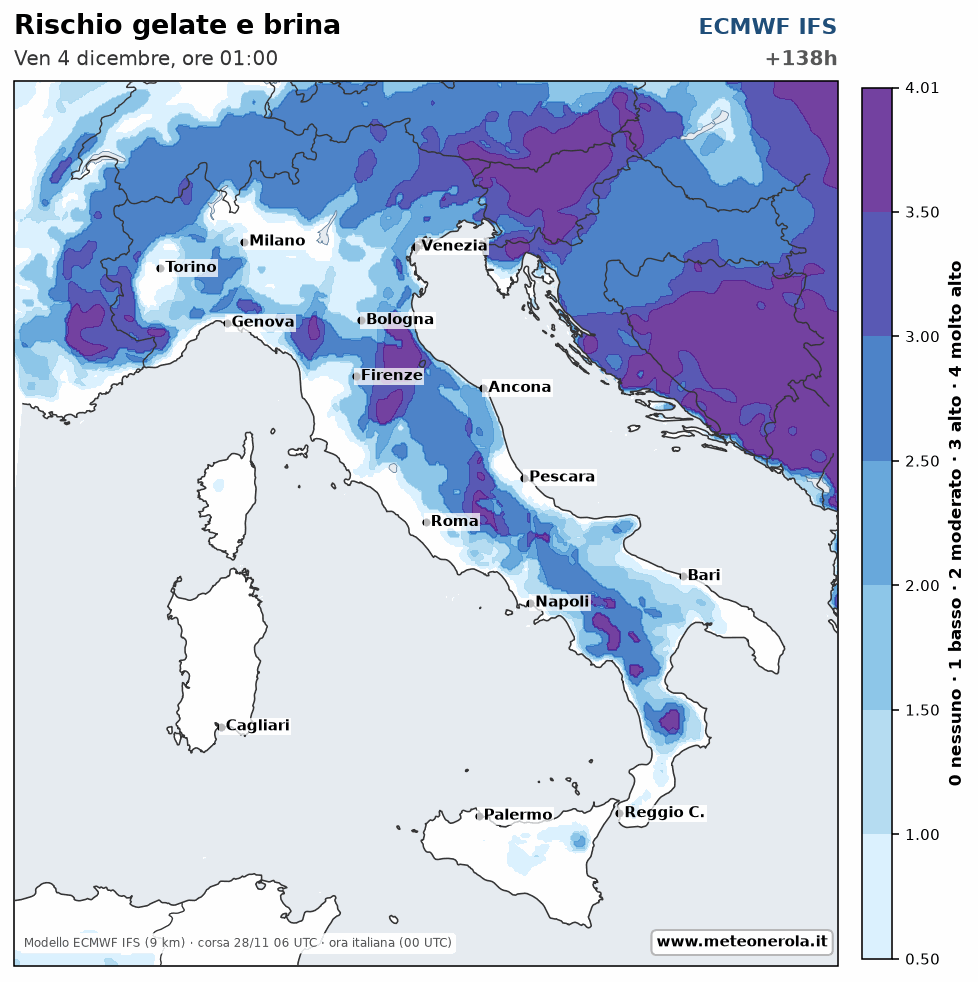 Rischio gelate e brina
ECMWF IFS
Ven 4 dicembre, ore 01:00
+138h
4.01
3.50
3.00
2.50
2.00
1.50
1.00
0.50
0 nessuno · 1 basso · 2 moderato · 3 alto · 4 molto alto
Milano
Venezia
Torino
Genova
Bologna
Firenze
Ancona
Pescara
Roma
Bari
Napoli
Cagliari
Palermo
Reggio C.
Modello ECMWF IFS (9 km) · corsa 28/11 06 UTC · ora italiana (00 UTC)
www.meteonerola.it